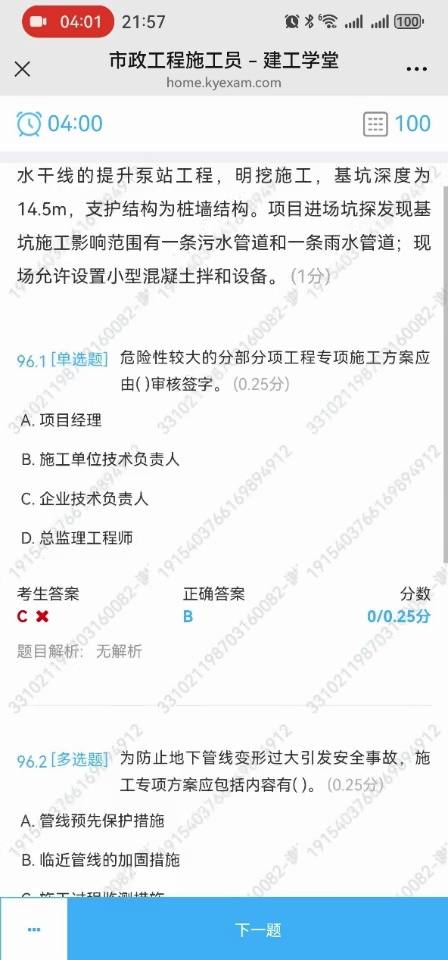 04:01 21:57 100
市政工程施工员 – 建工学堂
home.kyexam.com
04:00 100
水干线的提升泵站工程，明挖施工，基坑深度为
14.5m，支护结构为桩墙结构。项目进场坑探发现基
坑施工影响范围有一条污水管道和一条雨水管道；现
场允许设置小型混凝土拌和设备。(1分)
96.1 [单选题] 危险性较大的分部分项工程专项施工方案应
由( )审核签字。(0.25分)
A. 项目经理
B. 施工单位技术负责人
C. 企业技术负责人
D. 总监理工程师
考生答案 正确答案 分数
C ✖ B 0/0.25分
题目解析： 无解析
96.2 [多选题] 为防止地下管线变形过大引发安全事故，施
工专项方案应包括内容有( )。(0.25分)
A. 管线预先保护措施
B. 临近管线的加固措施
C. 施工过程监测措施
下一题